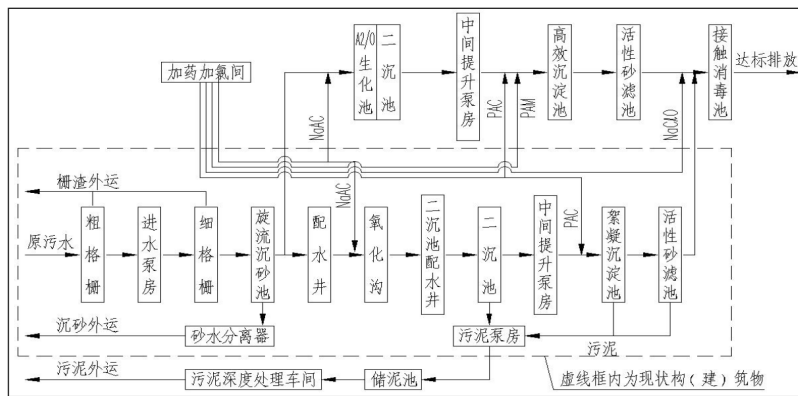 加药加氯间
A2/O生化池
二沉池
中间提升泵房
高效沉淀池
活性砂滤池
接触消毒池
达标排放
NaAC
PAC
PAM
NaClO
栅渣外运
NaAC
PAC
原污水
粗格栅
进水泵房
细格栅
旋流沉砂池
配水井
氧化沟
二沉池配水井
二沉池
中间提升泵房
絮凝沉淀池
活性砂滤池
沉砂外运
砂水分离器
污泥泵房
污泥
污泥外运
污泥深度处理车间
储泥池
虚线框内为现状构(建)筑物